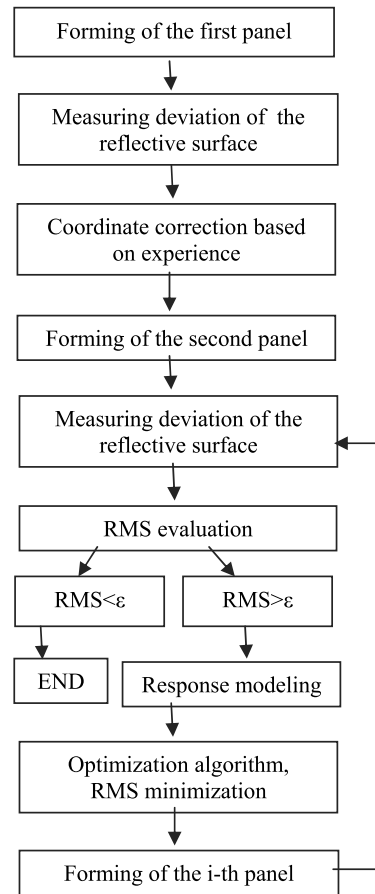 Forming of the first panel
Measuring deviation of the
reflective surface
Coordinate correction based
on experience
Forming of the second panel
Measuring deviation of the
reflective surface
RMS evaluation
RMS<ε
RMS>ε
END
Response modeling
Optimization algorithm,
RMS minimization
Forming of the i-th panel